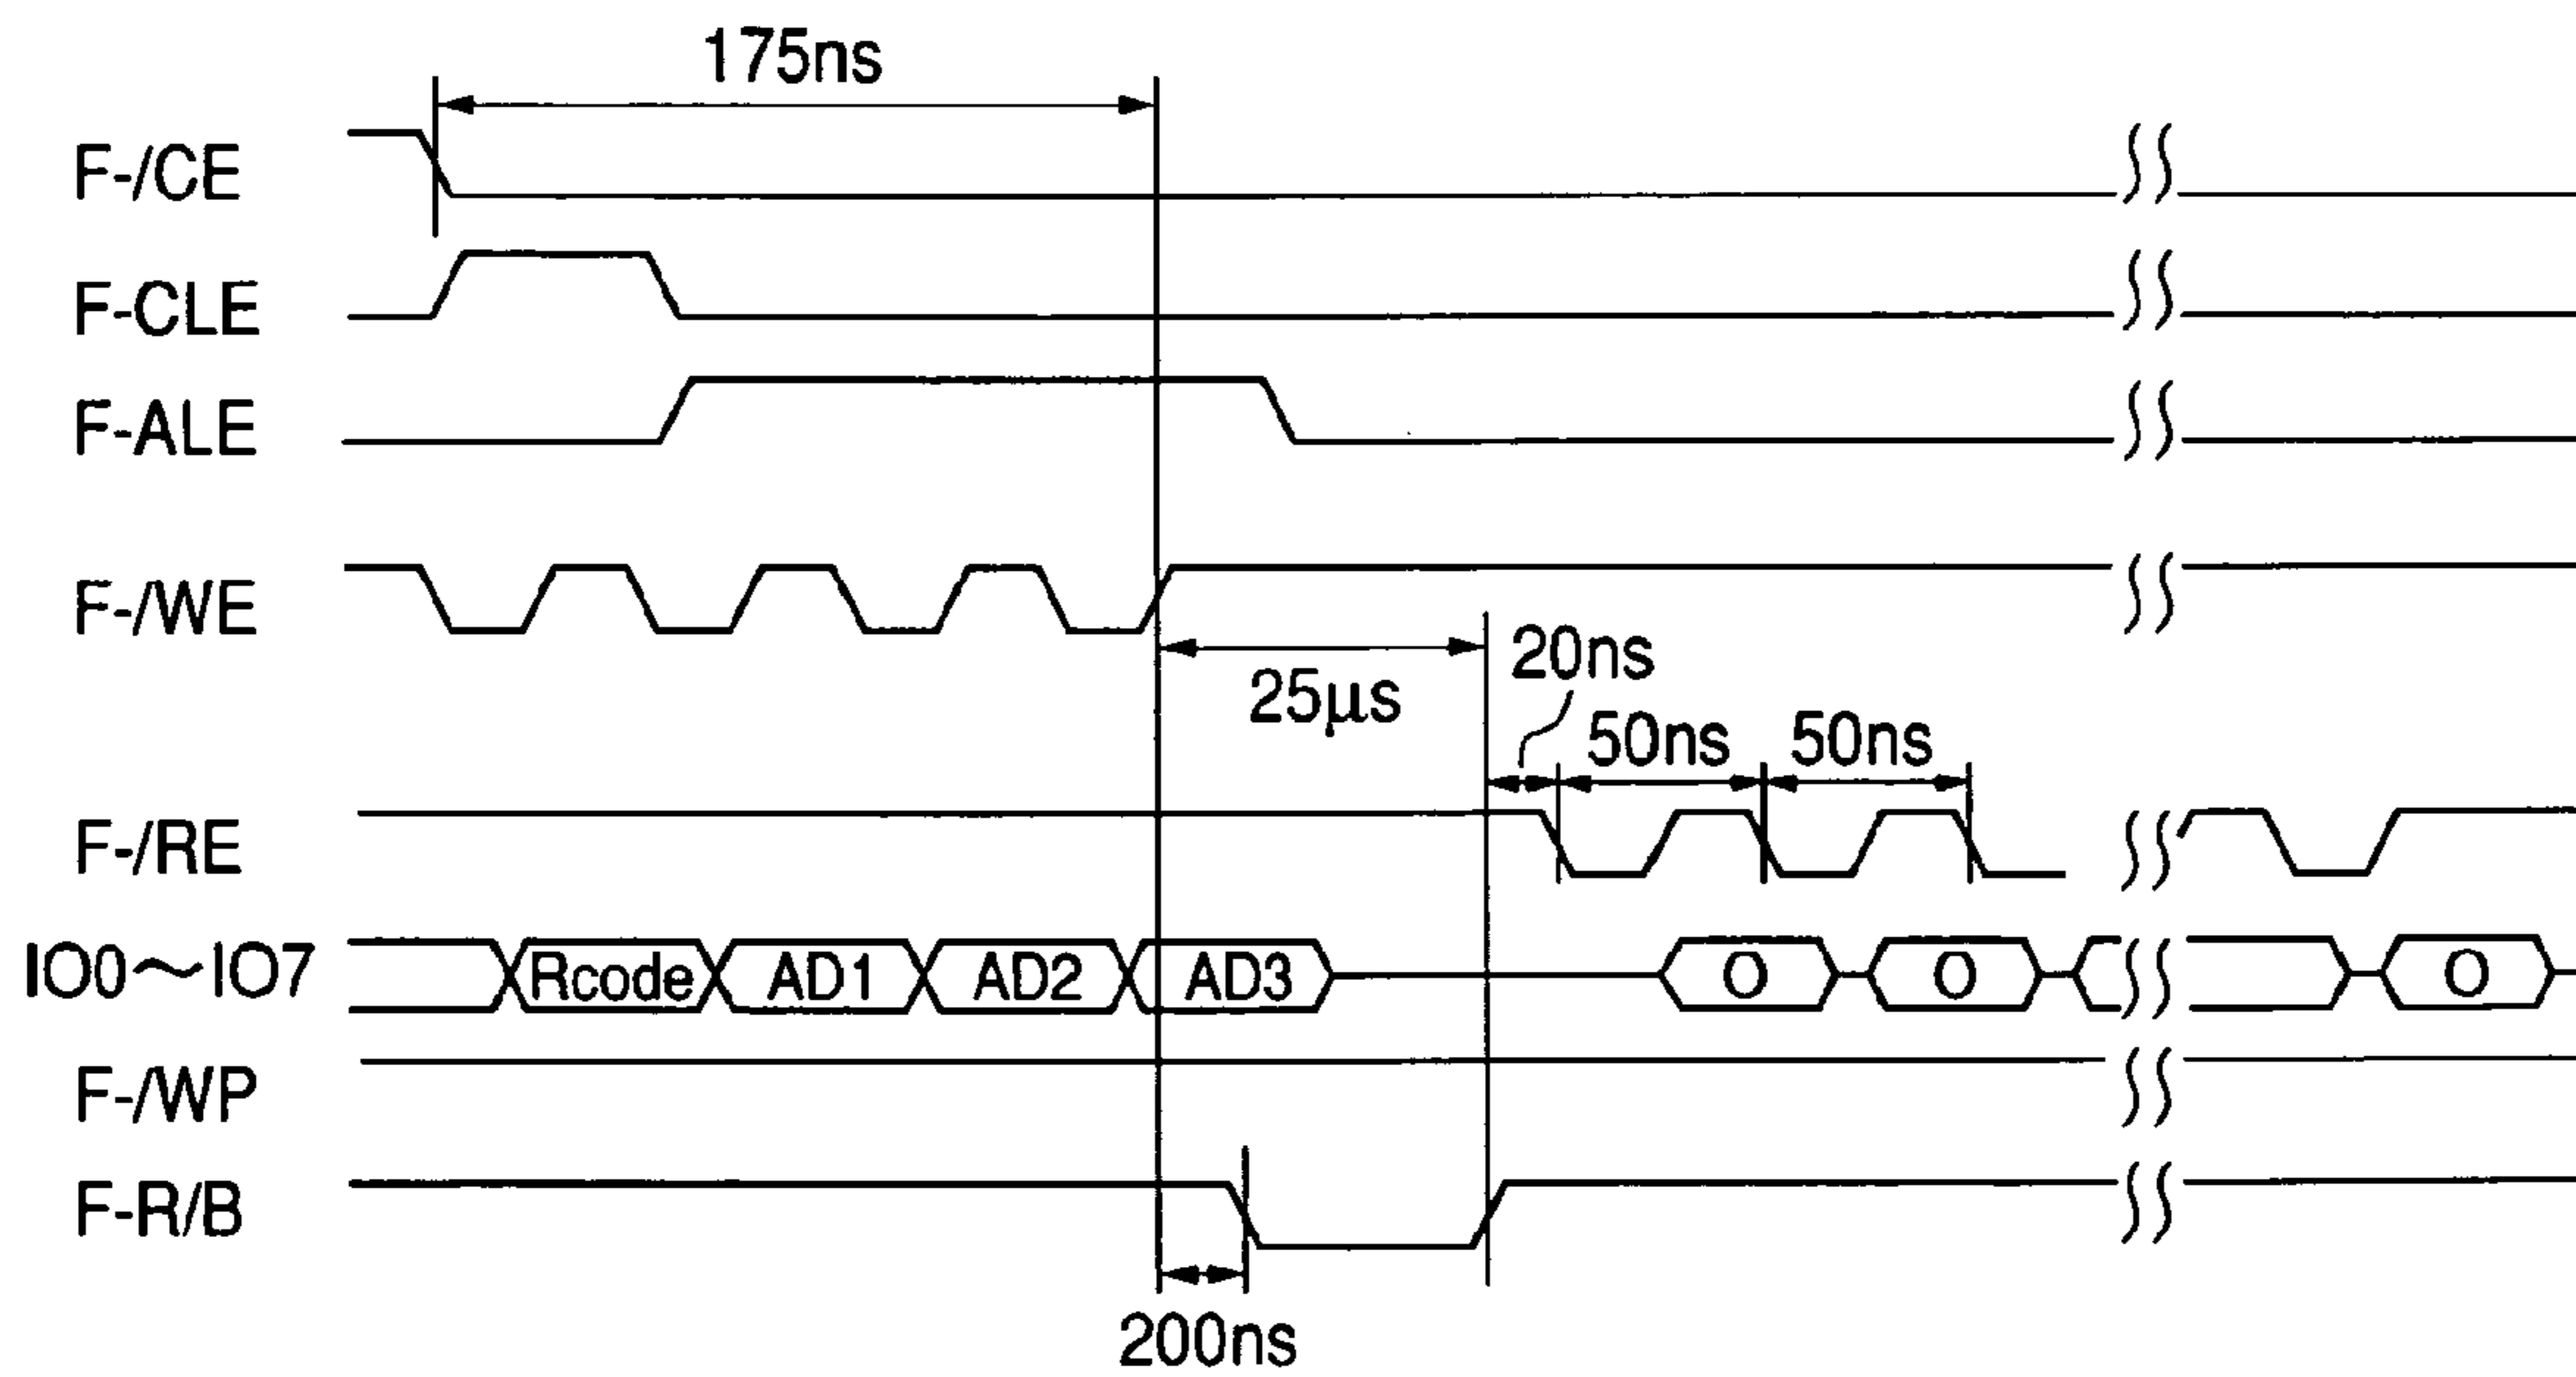 175ns
F-/CE
F-CLE
F-ALE
F-/WE
25μs
20ns
50ns 50ns
F-/RE
IO0~IO7 Rcode AD1 AD2 AD3 O O O
F-/WP
F-R/B
200ns